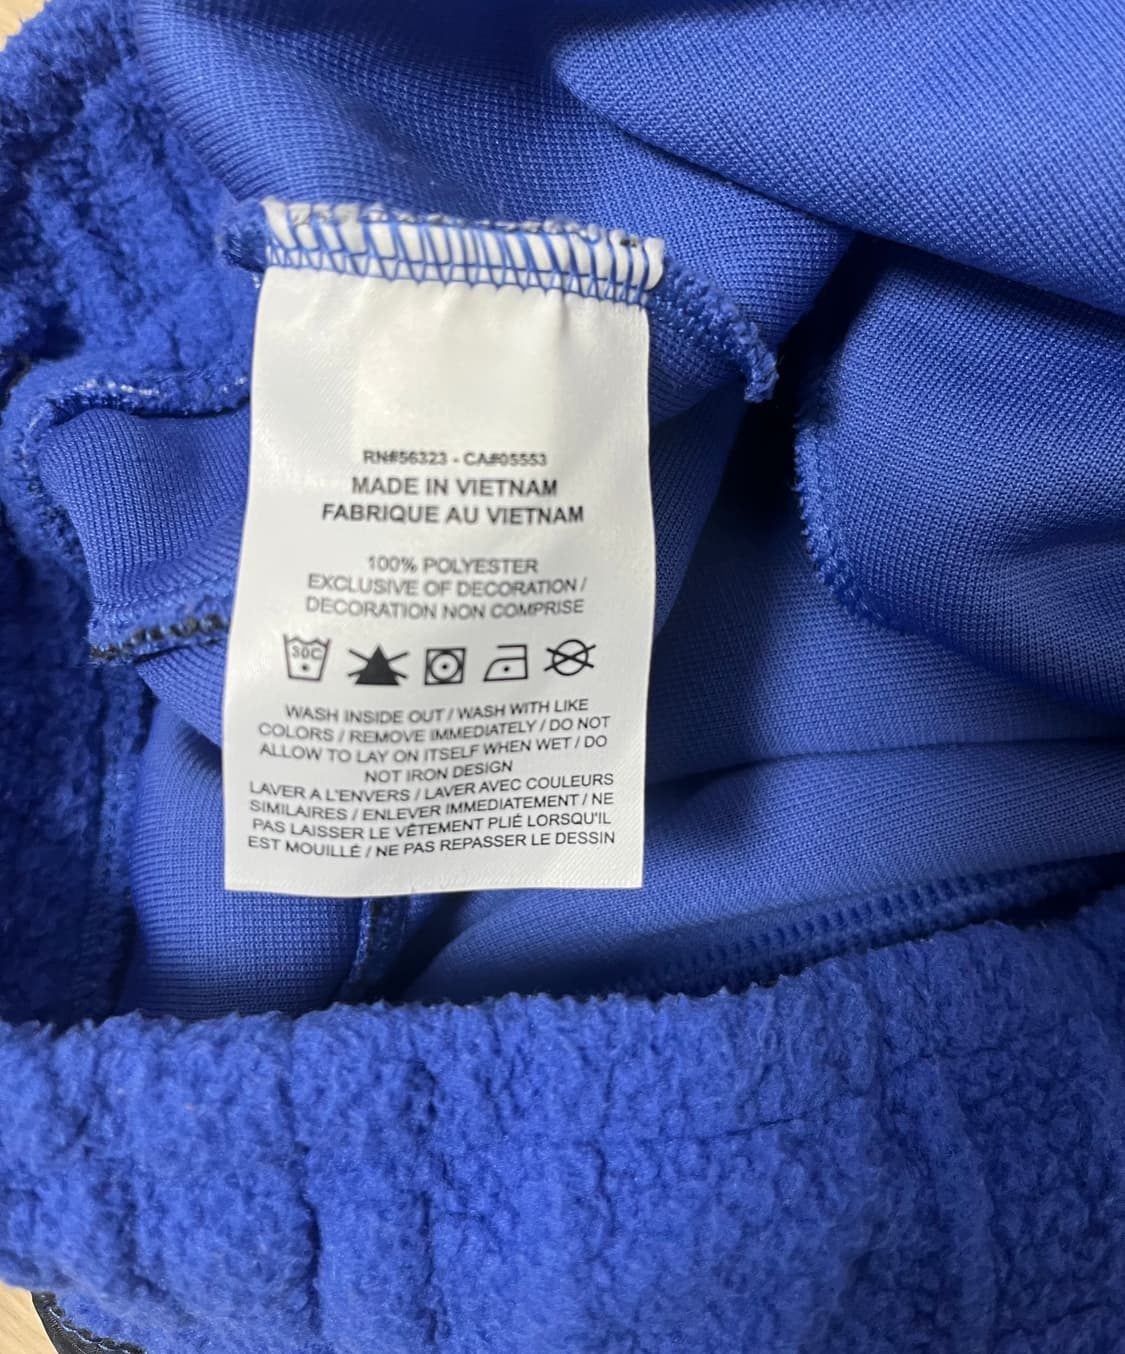 RN#56323 - CA#05553
MADE IN VIETNAM
FABRIQUE AU VIETNAM
100% POLYESTER
EXCLUSIVE OF DECORATION /
DECORATION NON COMPRISE
30C
WASH INSIDE OUT / WASH WITH LIKE
COLORS / REMOVE IMMEDIATELY / DO NOT
ALLOW TO LAY ON ITSELF WHEN WET / DO
NOT IRON DESIGN
LAVER A L'ENVERS / LAVER AVEC COULEURS
SIMILAIRES / ENLEVER IMMEDIATEMENT / NE
PAS LAISSER LE VÊTEMENT PLIÉ LORSQU'IL
EST MOUILLÉ / NE PAS REPASSER LE DESSIN